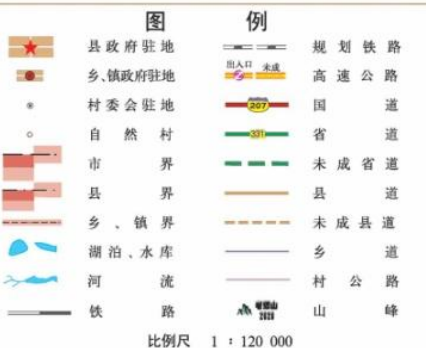 图 例
县政府驻地 规划铁路
乡、镇政府驻地 出入口 未成 高速公路
村委会驻地 207 国道
自然村 331 省道
市界 未成省道
县界 县道
乡、镇界 未成县道
湖泊、水库 乡道
河流 村公路
铁路 山峰
比例尺 1：120 000